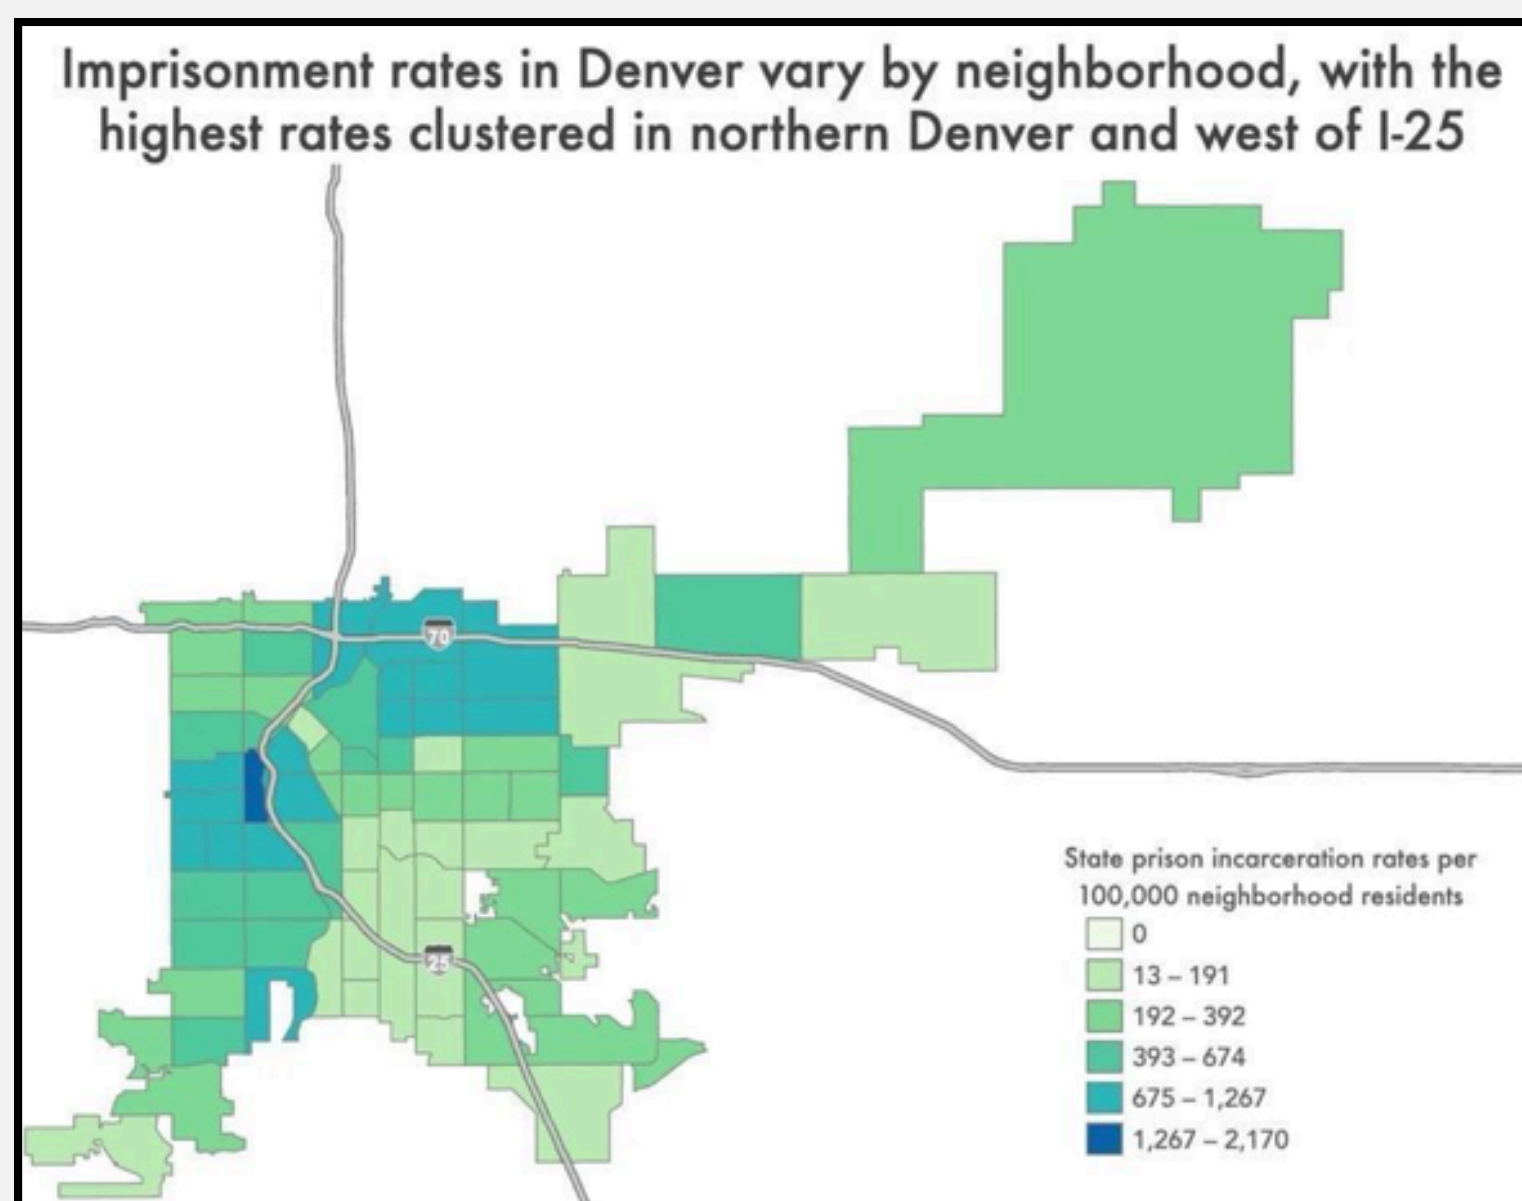 Imprisonment rates in Denver vary by neighborhood, with the
highest rates clustered in northern Denver and west of I-25
70
25
State prison incarceration rates per
100,000 neighborhood residents
0
13 – 191
192 – 392
393 – 674
675 – 1,267
1,267 – 2,170